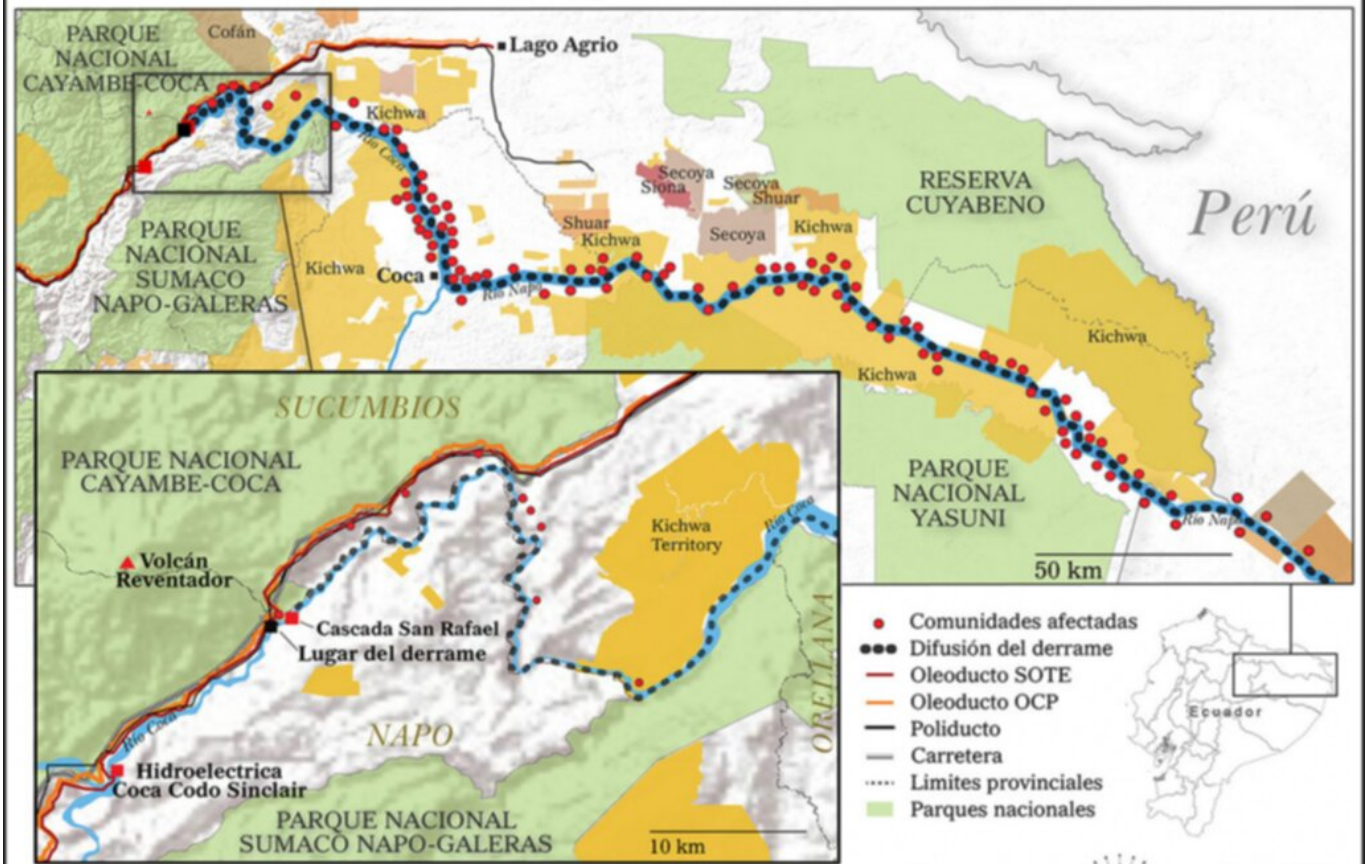 PARQUE
NACIONAL
CAYAMBE-COCA
Cofán
Lago Agrio
Kichwa
Río Coca
PARQUE
NACIONAL
SUMACO
NAPO-GALERAS
Kichwa
Coca
Río Napo
Shuar
Kichwa
Secoya
Siona
Secoya
Shuar
Secoya
Kichwa
RESERVA
CUYABENO
Perú
Kichwa
Kichwa
PARQUE
NACIONAL
YASUNI
Río Napo
50 km
SUCUMBIOS
PARQUE NACIONAL
CAYAMBE-COCA
Volcán
Reventador
Kichwa
Territory
Río Coca
Cascada San Rafael
Lugar del derrame
NAPO
ORELLANA
Río Coca
Hidroelectrica
Coca Codo Sinclair
PARQUE NACIONAL
SUMACO NAPO-GALERAS
10 km
Comunidades afectadas
Difusión del derrame
Oleoducto SOTE
Oleoducto OCP
Poliducto
Carretera
Limites provinciales
Parques nacionales
Ecuador